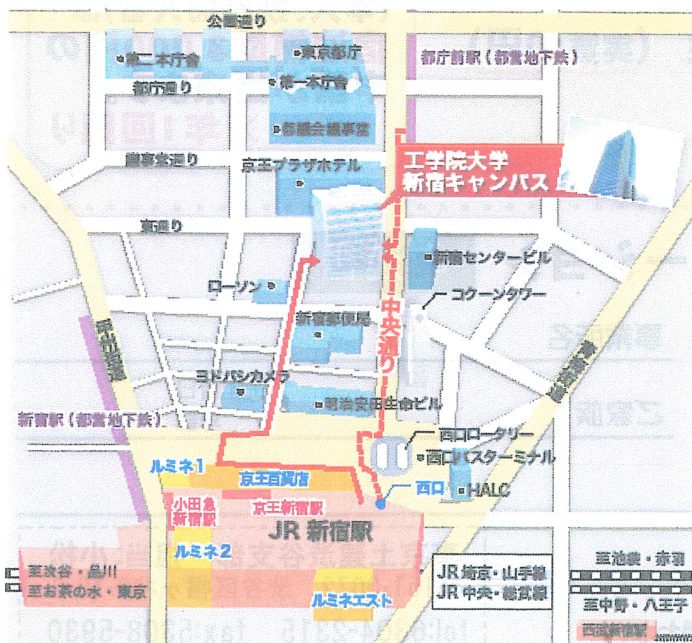 公園通り
第二本庁舎
東京都庁
都庁前駅(都営地下鉄)
第一本庁舎
都庁通り
都議会議事堂
議事堂通り
京王プラザホテル
工学院大学
新宿キャンパス
東通り
新宿センタービル
ローソン
コクーンタワー
新宿郵便局
中央通り
甲州街道
青梅街道
ヨドバシカメラ
明治安田生命ビル
新宿駅(都営地下鉄)
西口ロータリー
西口バスターミナル
ルミネ1
京王百貨店
西口
HALC
小田急
新宿駅
京王新宿駅
JR 新宿駅
ルミネ2
至渋谷・品川
至お茶の水・東京
ルミネエスト
JR 埼京・山手線
JR 中央・総武線
至池袋・赤羽
至中野・八王子
西武新宿駅